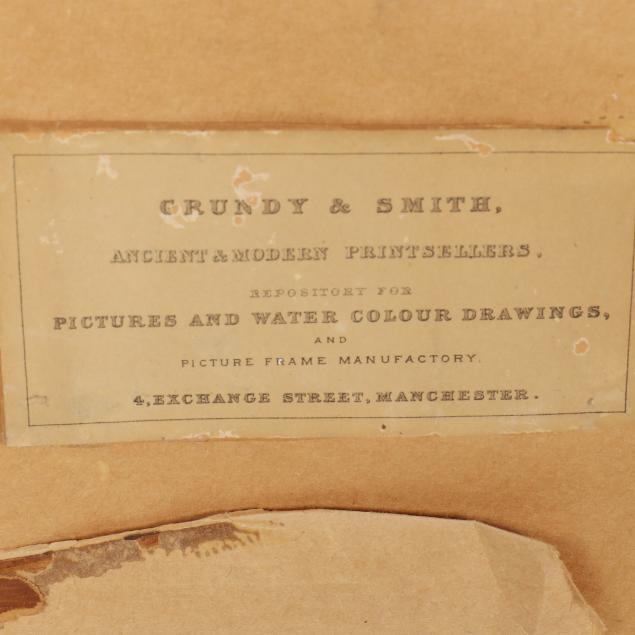 GRUNDY & SMITH,
ANCIENT & MODERN PRINTSELLERS,
REPOSITORY FOR
PICTURES AND WATER COLOUR DRAWINGS,
AND
PICTURE FRAME MANUFACTORY.
4, EXCHANGE STREET, MANCHESTER.